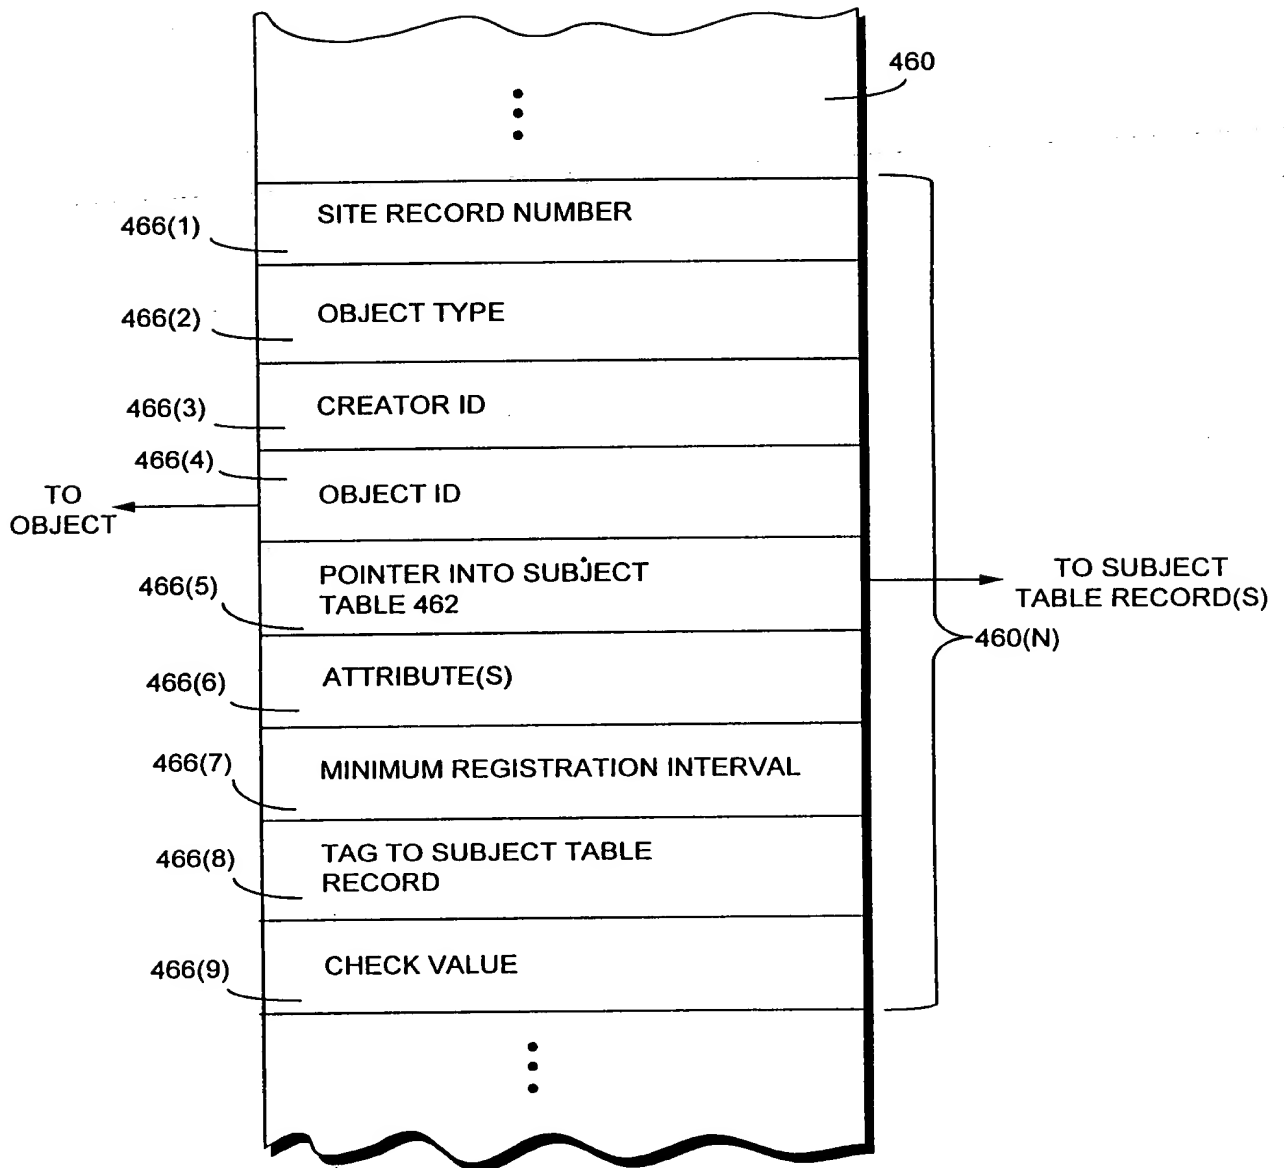 460
466(1)
SITE RECORD NUMBER
466(2)
OBJECT TYPE
466(3)
CREATOR ID
466(4)
OBJECT ID
TO
OBJECT
466(5)
POINTER INTO SUBJECT
TABLE 462
TO SUBJECT
TABLE RECORD(S)
460(N)
466(6)
ATTRIBUTE(S)
466(7)
MINIMUM REGISTRATION INTERVAL
466(8)
TAG TO SUBJECT TABLE
RECORD
466(9)
CHECK VALUE